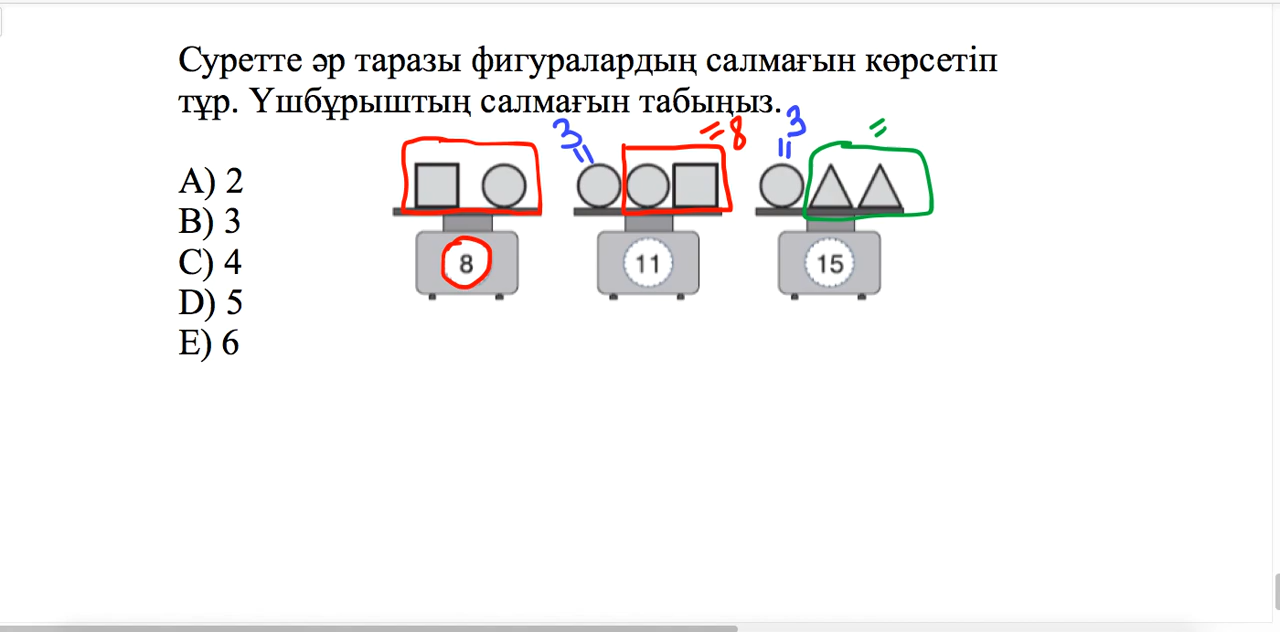 Суретте әр таразы фигуралардың салмағын көрсетіп
тұр. Үшбұрыштың салмағын табыңыз.
3 = =8 3 = =
A) 2
B) 3
C) 4
D) 5
E) 6
8 11 15